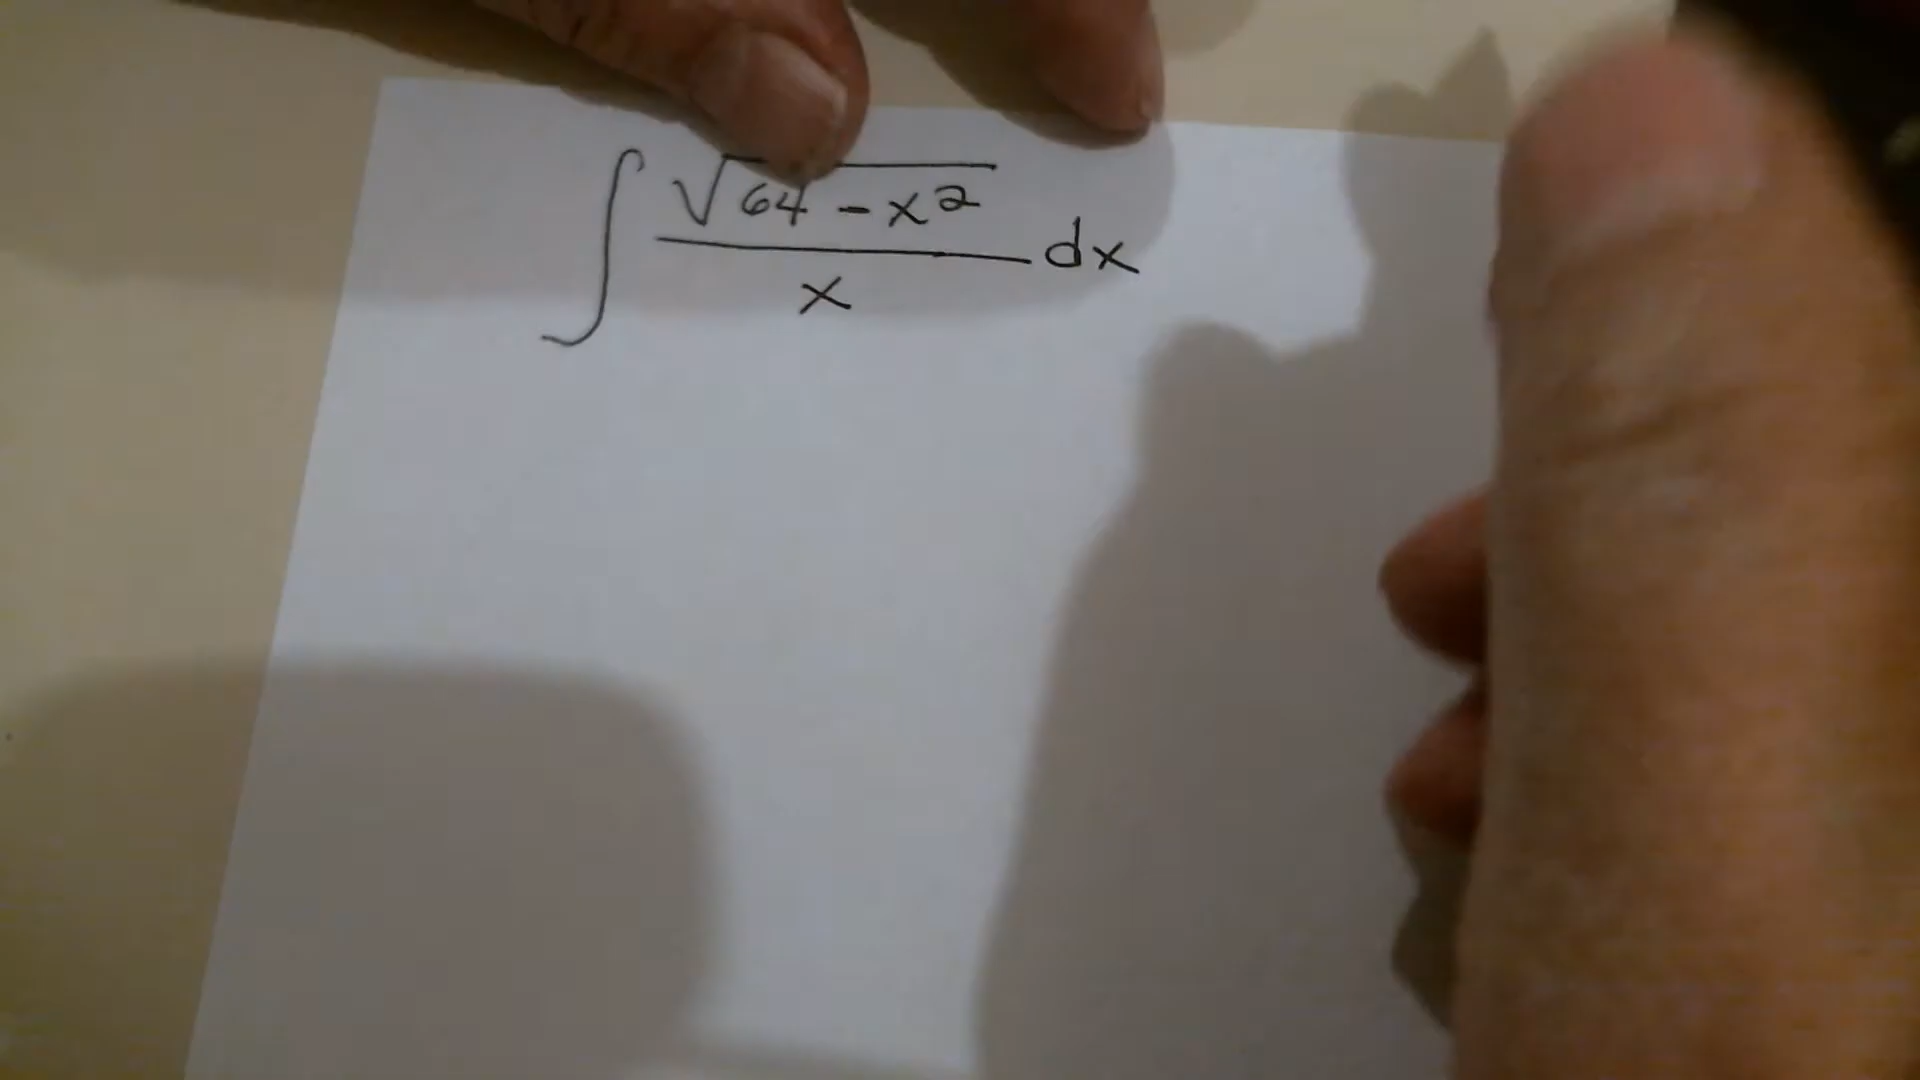 ∫ √(64 - x²) / x dx